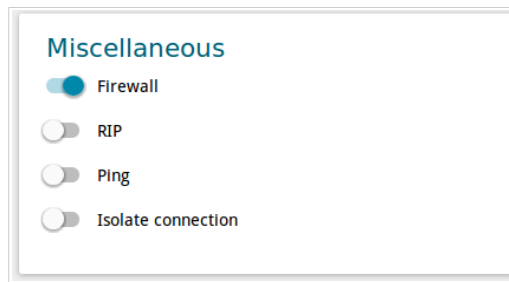 Miscellaneous
Firewall
RIP
Ping
Isolate connection